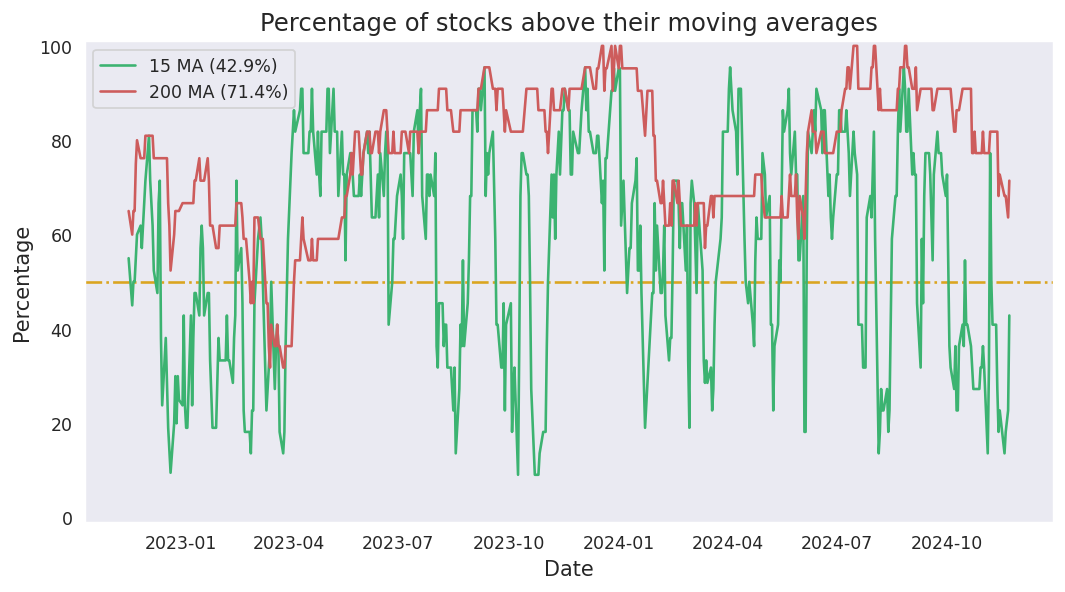 Percentage of stocks above their moving averages
15 MA (42.9%)
200 MA (71.4%)
Percentage
100
80
60
40
20
0
2023-01 2023-04 2023-07 2023-10 2024-01 2024-04 2024-07 2024-10
Date